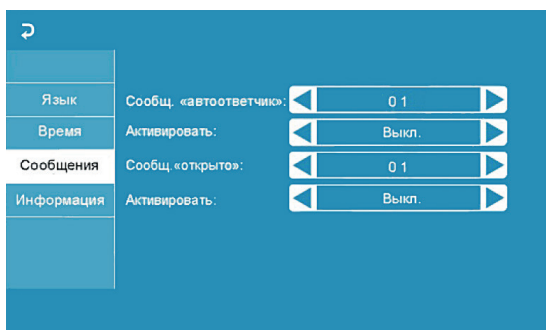 Язык
Время
Сообщения
Информация
Сообщ. «автоответчик»: 0 1
Активировать: Выкл.
Сообщ.«открыто»: 0 1
Активировать: Выкл.